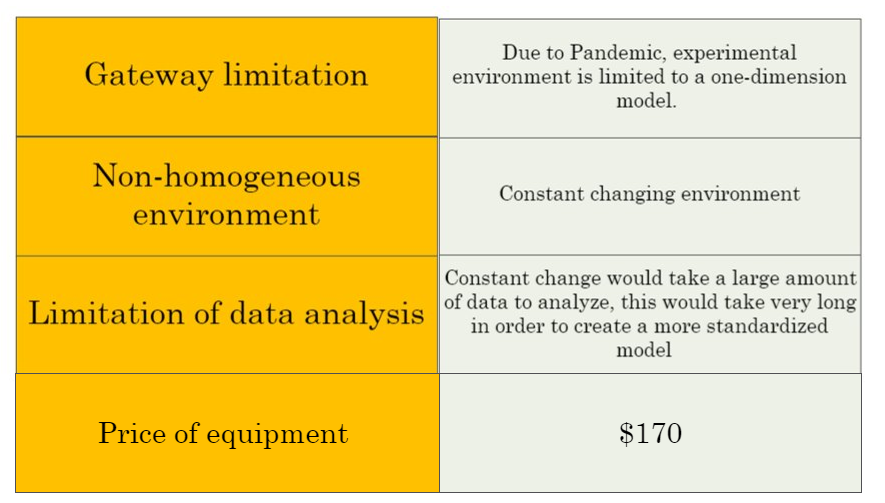 Gateway limitation
Due to Pandemic, experimental
environment is limited to a one-dimension
model.
Non-homogeneous
environment
Constant changing environment
Limitation of data analysis
Constant change would take a large amount
of data to analyze, this would take very long
in order to create a more standardized
model
Price of equipment
$170